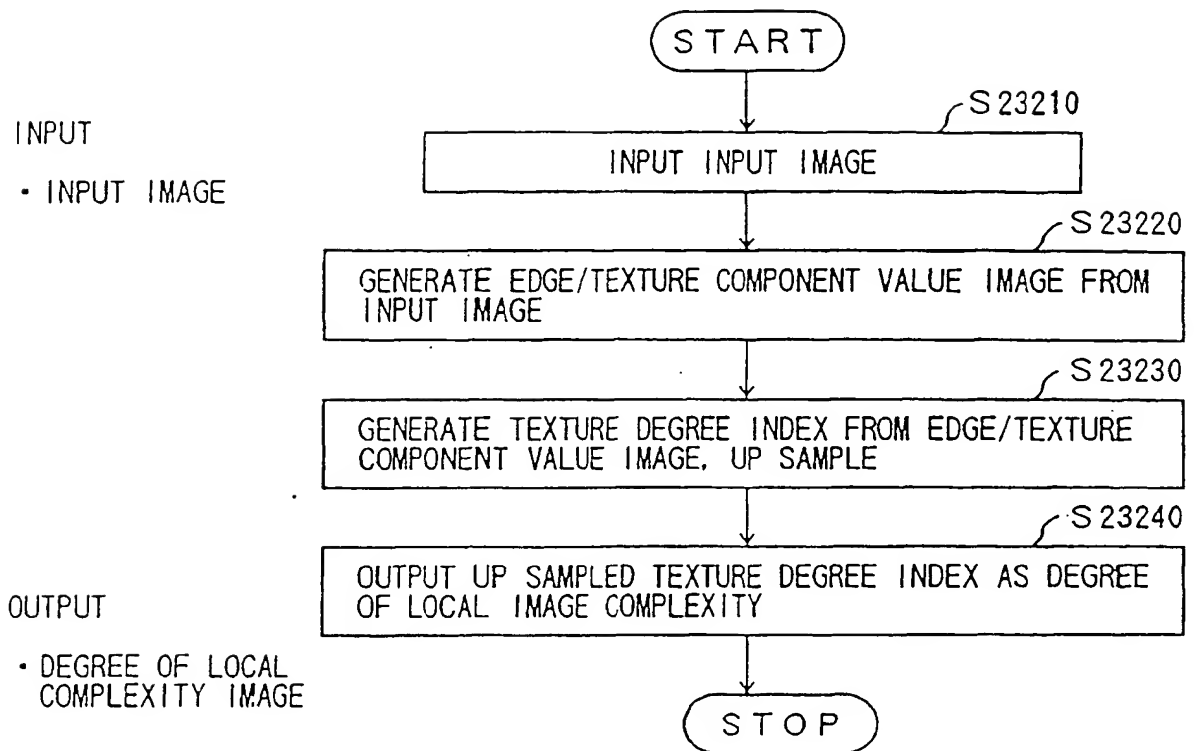 START
S23210
INPUT
INPUT INPUT IMAGE
• INPUT IMAGE
S23220
GENERATE EDGE/TEXTURE COMPONENT VALUE IMAGE FROM
INPUT IMAGE
S23230
GENERATE TEXTURE DEGREE INDEX FROM EDGE/TEXTURE
COMPONENT VALUE IMAGE, UP SAMPLE
S23240
OUTPUT UP SAMPLED TEXTURE DEGREE INDEX AS DEGREE
OF LOCAL IMAGE COMPLEXITY
OUTPUT
• DEGREE OF LOCAL
COMPLEXITY IMAGE
STOP